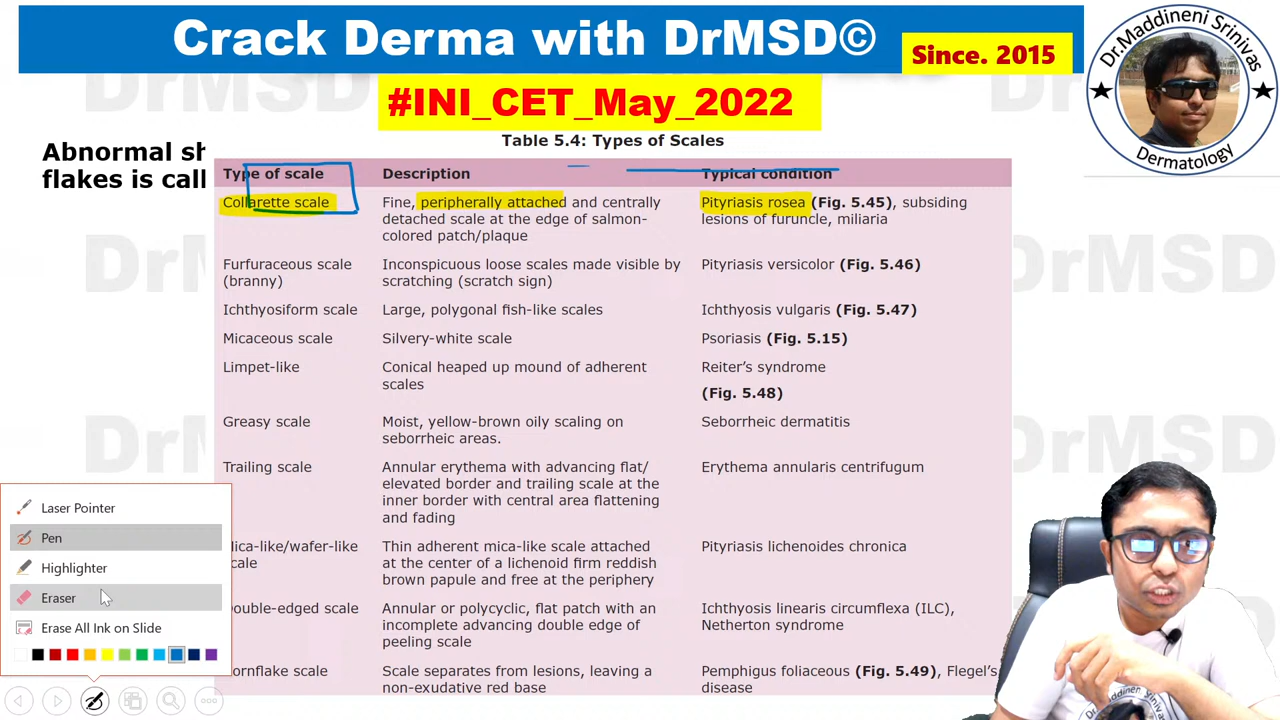 Crack Derma with DrMSD©
Since. 2015
#INI_CET_May_2022
Dr.Maddineni Srinivas
Dermatology
Abnormal sh
flakes is call
Table 5.4: Types of Scales
Type of scale Description Typical condition
Collarette scale Fine, peripherally attached and centrally Pityriasis rosea (Fig. 5.45), subsiding
detached scale at the edge of salmon- lesions of furuncle, miliaria
colored patch/plaque
Furfuraceous scale Inconspicuous loose scales made visible by Pityriasis versicolor (Fig. 5.46)
(branny) scratching (scratch sign)
Ichthyosiform scale Large, polygonal fish-like scales Ichthyosis vulgaris (Fig. 5.47)
Micaceous scale Silvery-white scale Psoriasis (Fig. 5.15)
Limpet-like Conical heaped up mound of adherent Reiter's syndrome
scales (Fig. 5.48)
Greasy scale Moist, yellow-brown oily scaling on Seborrheic dermatitis
seborrheic areas.
Trailing scale Annular erythema with advancing flat/ Erythema annularis centrifugum
elevated border and trailing scale at the
inner border with central area flattening
and fading
lica-like/wafer-like Thin adherent mica-like scale attached Pityriasis lichenoides chronica
cale at the center of a lichenoid firm reddish
brown papule and free at the periphery
ouble-edged scale Annular or polycyclic, flat patch with an Ichthyosis linearis circumflexa (ILC),
incomplete advancing double edge of Netherton syndrome
peeling scale
ornflake scale Scale separates from lesions, leaving a Pemphigus foliaceous (Fig. 5.49), Flegel's
non-exudative red base disease
Laser Pointer
Pen
Highlighter
Eraser
Erase All Ink on Slide
DrMSD
DrMSD
DrMSD
DrMSD
DrMSD
DrMSD